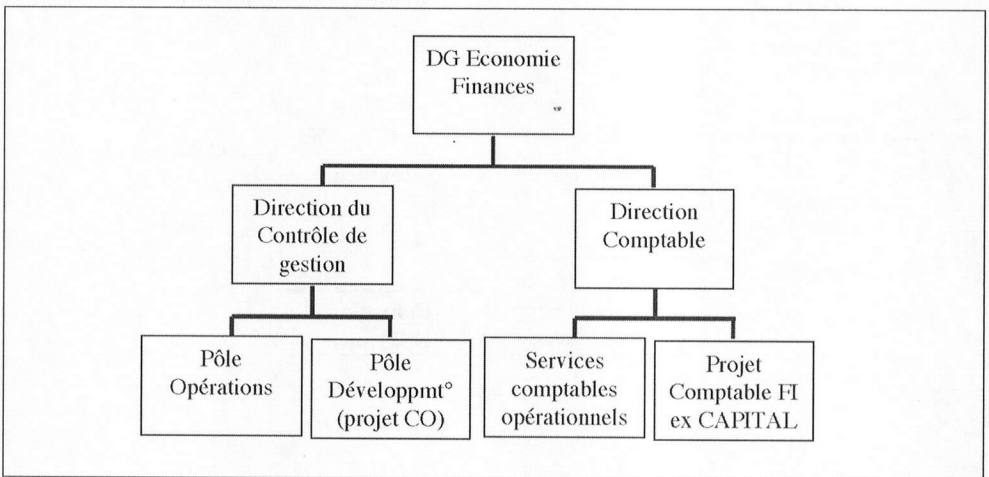 DG Economie
Finances
Direction du
Contrôle de
gestion
Direction
Comptable
Pôle
Opérations
Pôle
Développmt°
(projet CO)
Services
comptables
opérationnels
Projet
Comptable FI
ex CAPITAL